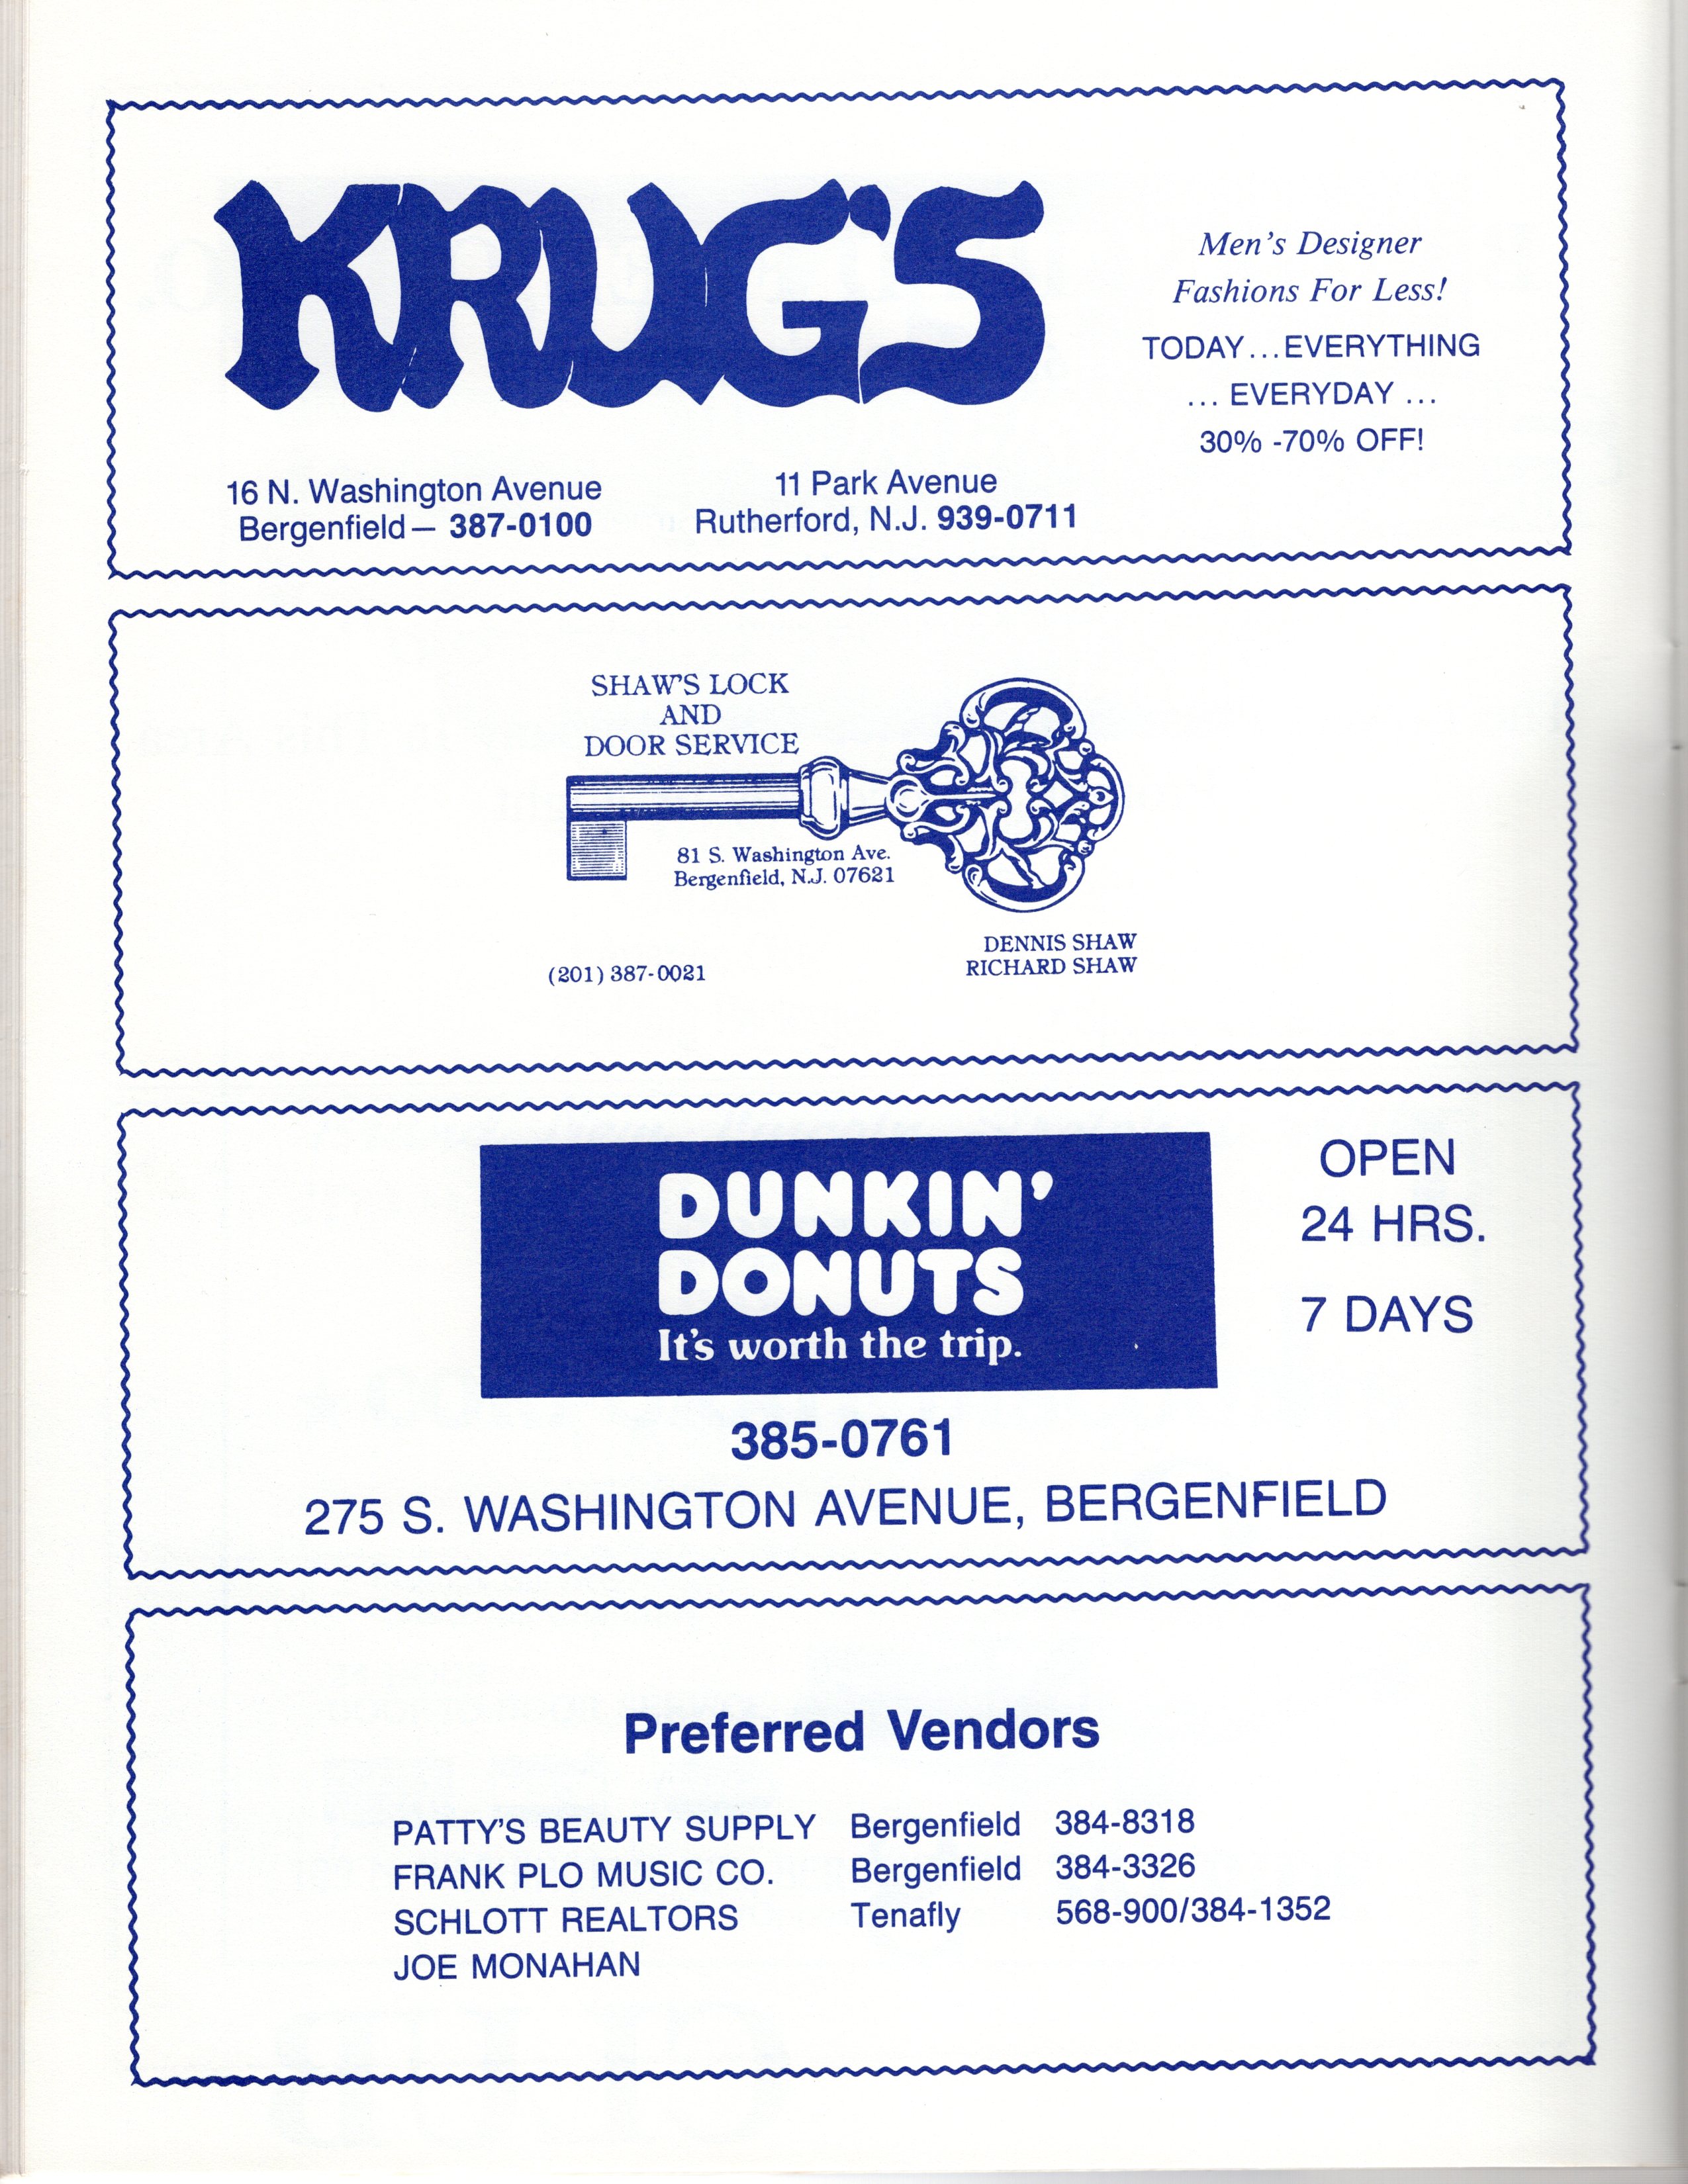 KRUG'S
Men's Designer
Fashions For Less!
TODAY...EVERYTHING
... EVERYDAY ...
30% -70% OFF!
16 N. Washington Avenue
Bergenfield — 387-0100
11 Park Avenue
Rutherford, N.J. 939-0711
SHAW'S LOCK
AND
DOOR SERVICE
81 S. Washington Ave.
Bergenfield, N.J. 07621
DENNIS SHAW
RICHARD SHAW
(201) 387-0021
DUNKIN'
DONUTS
It's worth the trip.
OPEN
24 HRS.
7 DAYS
385-0761
275 S. WASHINGTON AVENUE, BERGENFIELD
Preferred Vendors
PATTY'S BEAUTY SUPPLY Bergenfield 384-8318
FRANK PLO MUSIC CO. Bergenfield 384-3326
SCHLOTT REALTORS Tenafly 568-900/384-1352
JOE MONAHAN